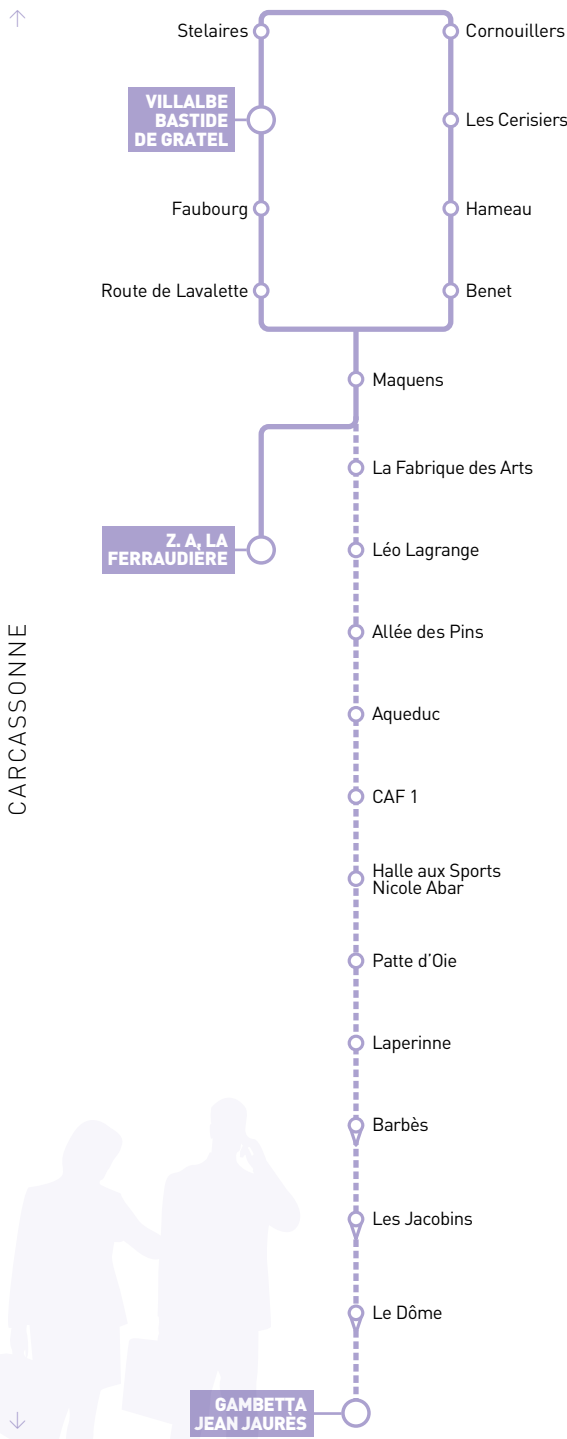 Stelaires
Cornouillers
VILLALBE
BASTIDE
DE GRATEL
Les Cerisiers
Faubourg
Hameau
Route de Lavalette
Benet
Maquens
La Fabrique des Arts
Z. A, LA
FERRAUDIÈRE
Léo Lagrange
Allée des Pins
CARCASSONNE
Aqueduc
CAF 1
Halle aux Sports
Nicole Abar
Patte d’Oie
Laperinne
Barbès
Les Jacobins
Le Dôme
GAMBETTA
JEAN JAURÈS